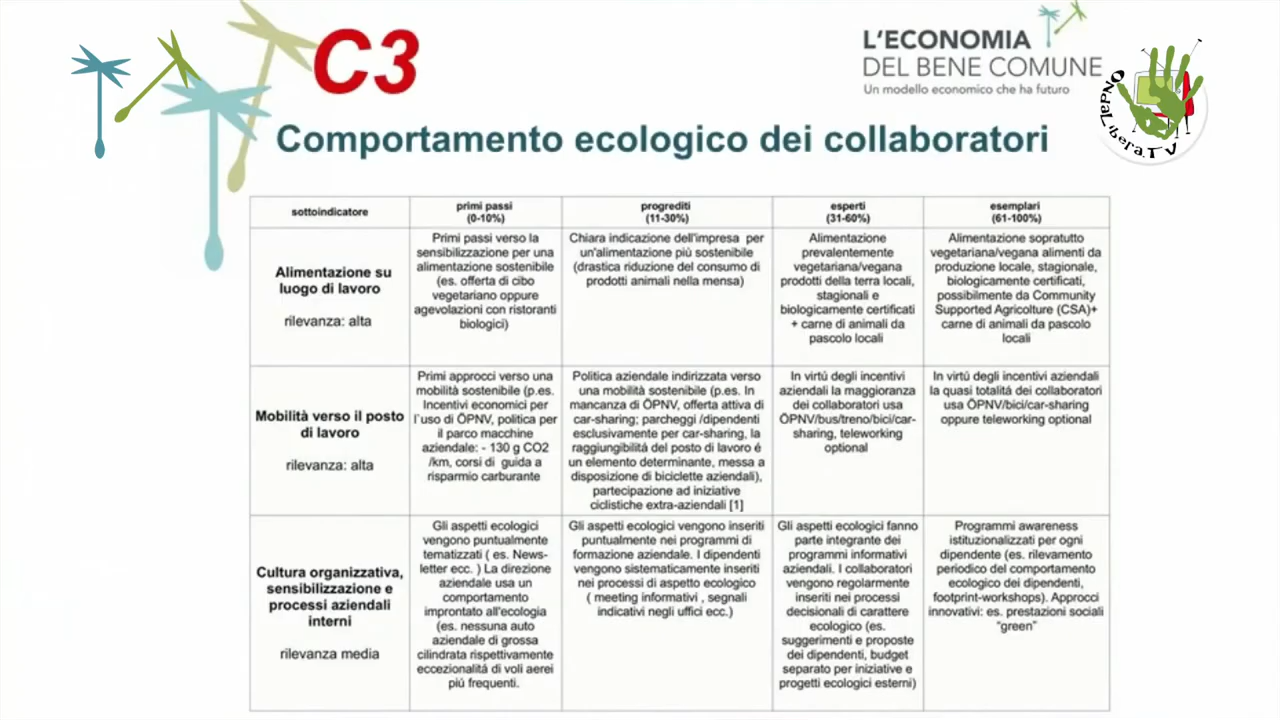 C3
L'ECONOMIA
DEL BENE COMUNE
Un modello economico che ha futuro
OndaLibera.TV
Comportamento ecologico dei collaboratori
sottoindicatore
primi passi
(0-10%)
progrediti
(11-30%)
esperti
(31-60%)
esemplari
(61-100%)
Alimentazione su
luogo di lavoro
rilevanza: alta
Primi passi verso la
sensibilizzazione per una
alimentazione sostenibile
(es. offerta di cibo
vegetariano oppure
agevolazioni con ristoranti
biologici)
Chiara indicazione dell'impresa per
un'alimentazione più sostenibile
(drastica riduzione del consumo di
prodotti animali nella mensa)
Alimentazione
prevalentemente
vegetariana/vegana
prodotti della terra locali,
stagionali e
biologicamente certificati
+ carne di animali da
pascolo locali
Alimentazione sopratutto
vegetariana/vegana alimenti da
produzione locale, stagionale,
biologicamente certificati,
possibilmente da Community
Supported Agricolture (CSA)+
carne di animali da pascolo
locali
Mobilità verso il posto
di lavoro
rilevanza: alta
Primi approcci verso una
mobilità sostenibile (p.es.
Incentivi economici per
l`uso di ÖPNV, politica per
il parco macchine
aziendale: - 130 g CO2
/km, corsi di guida a
risparmio carburante
Politica aziendale indirizzata verso
una mobilità sostenibile (p.es. In
mancanza di ÖPNV, offerta attiva di
car-sharing; parcheggi /dipendenti
esclusivamente per car-sharing, la
raggiungibilitá del posto di lavoro é
un elemento determinante, messa a
disposizione di biciclette aziendali),
partecipazione ad iniziative
ciclistiche extra-aziendali [1]
In virtú degli incentivi
aziendali la maggioranza
dei collaboratori usa
ÖPNV/bus/treno/bici/car-
sharing, teleworking
optional
In virtú degli incentivi aziendali
la quasi totalitá dei collaboratori
usa ÖPNV/bici/car-sharing
oppure teleworking optional
Cultura organizzativa,
sensibilizzazione e
processi aziendali
interni
rilevanza media
Gli aspetti ecologici
vengono puntualmente
tematizzati ( es. News-
letter ecc. ) La direzione
aziendale usa un
comportamento
improntato all'ecologia
(es. nessuna auto
aziendale di grossa
cilindrata rispettivamente
eccezionalitá di voli aerei
piú frequenti.
Gli aspetti ecologici vengono inseriti
puntualmente nei programmi di
formazione aziendale. I dipendenti
vengono sistematicamente inseriti
nei processi di aspetto ecologico
( meeting informativi , segnali
indicativi negli uffici ecc.)
Gli aspetti ecologici fanno
parte integrante dei
programmi informativi
aziendali. I collaboratori
vengono regolarmente
inseriti nei processi
decisionali di carattere
ecologico (es.
suggerimenti e proposte
dei dipendenti, budget
separato per iniziative e
progetti ecologici esterni)
Programmi awareness
istituzionalizzati per ogni
dipendente (es. rilevamento
periodico del comportamento
ecologico dei dipendenti,
footprint-workshops). Approcci
innovativi: es. prestazioni sociali
“green”